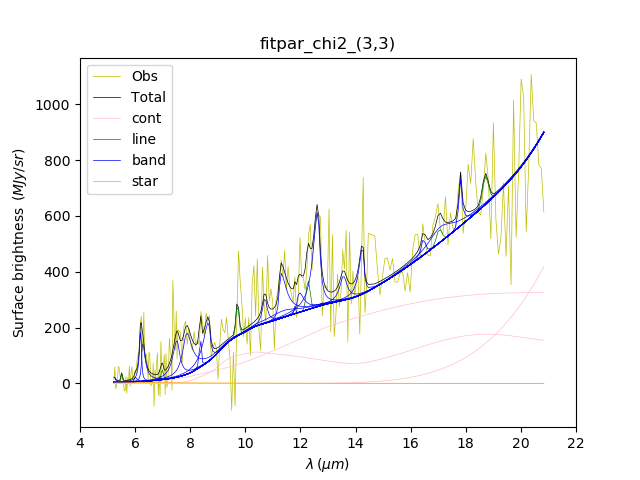 fitpar_chi2_(3,3)
Obs
Total
cont
line
band
star
Surface brightness (MJy/sr)
1000
800
600
400
200
0
4 6 8 10 12 14 16 18 20 22
λ (μm)